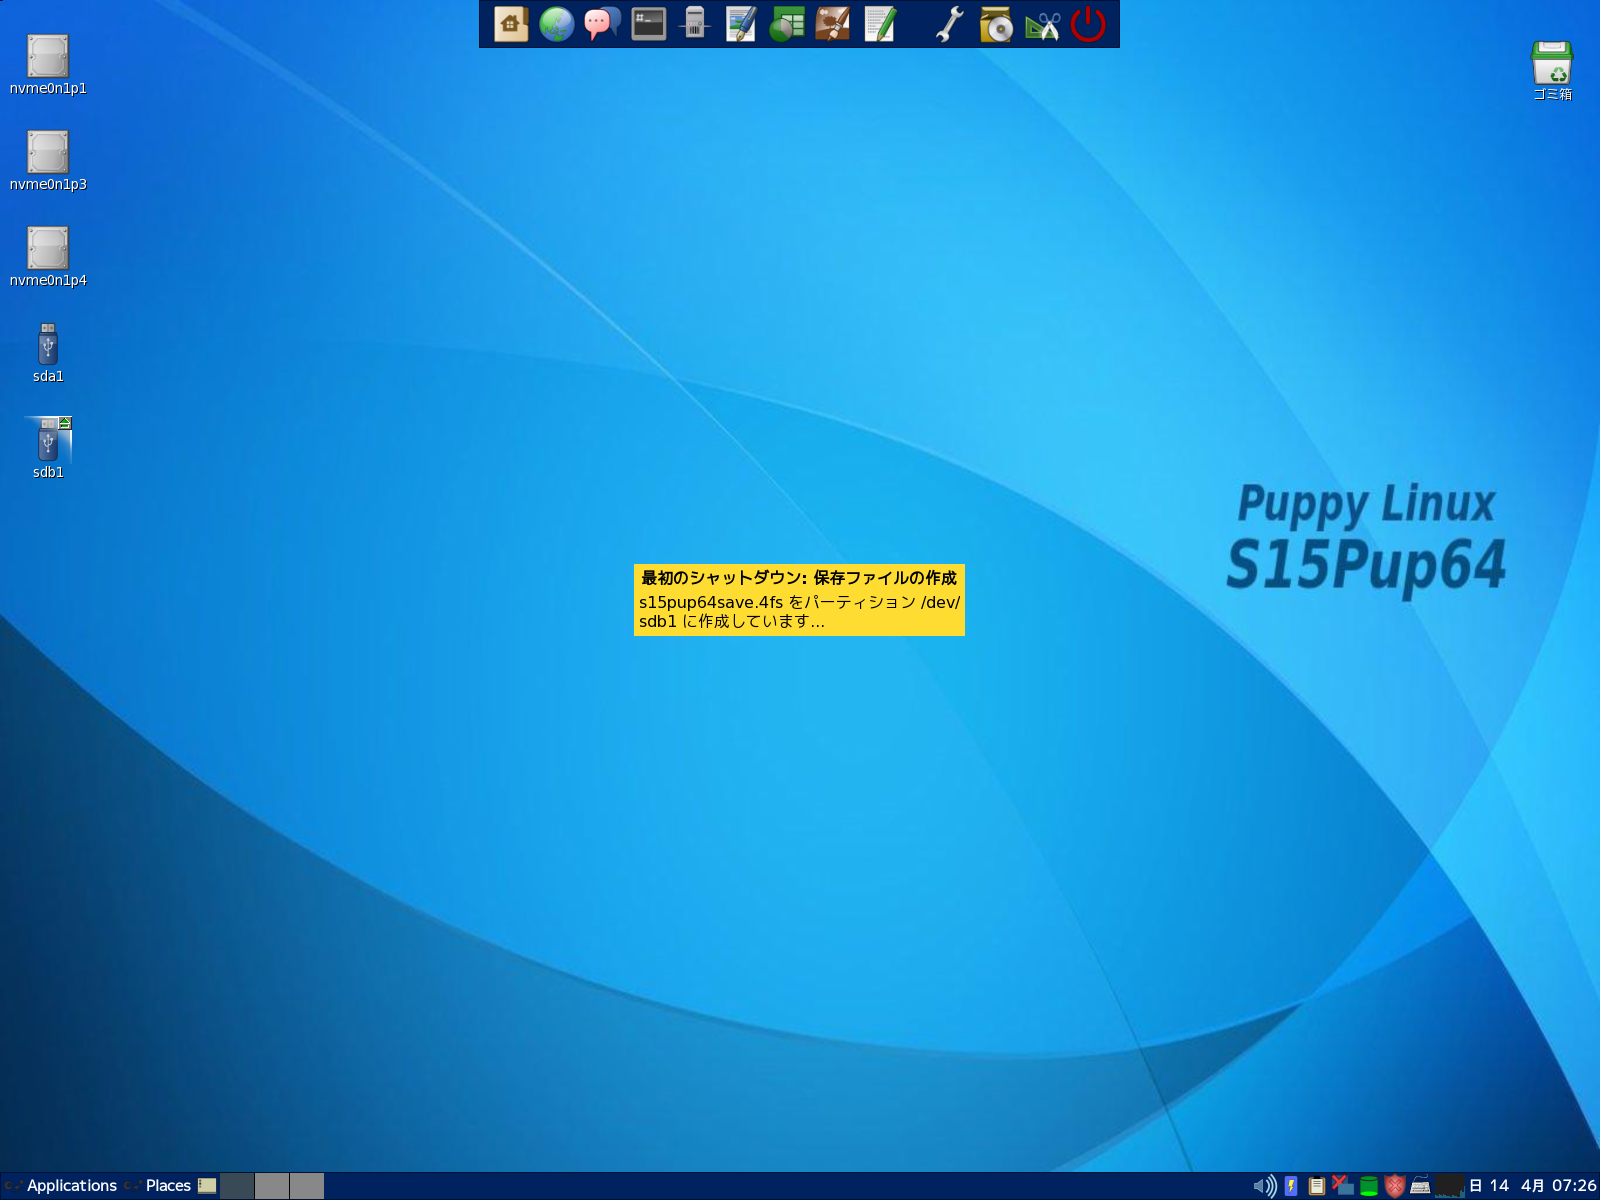 nvme0n1p1
nvme0n1p3
nvme0n1p4
sda1
sdb1
ゴミ箱
Puppy Linux
S15Pup64
最初のシャットダウン: 保存ファイルの作成
s15pup64save.4fs をパーティション /dev/
sdb1 に作成しています...
Applications Places 日 14 4月 07:26